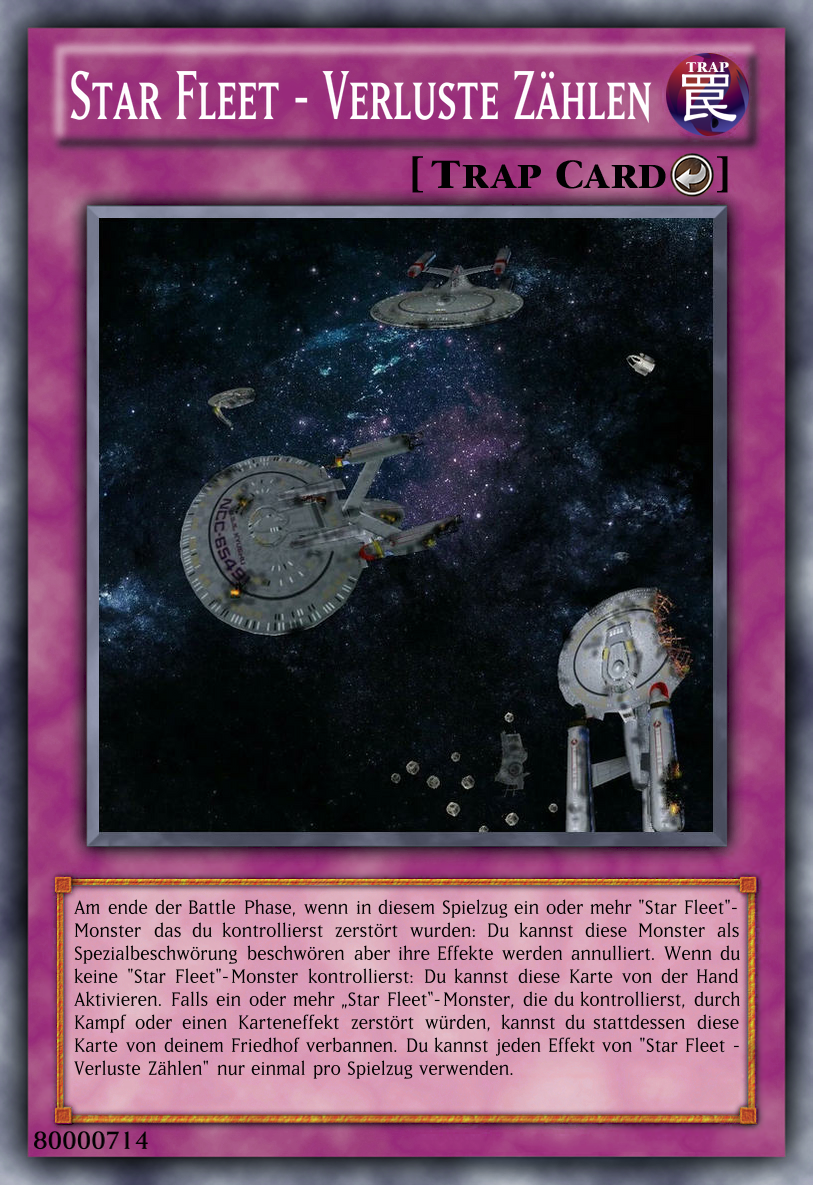 Star Fleet - Verluste Zählen
TRAP
罠
[Trap Card]
U.S.S. KYUSHU
NCC-6549
Am ende der Battle Phase, wenn in diesem Spielzug ein oder mehr "Star Fleet"-
Monster das du kontrollierst zerstört wurden: Du kannst diese Monster als
Spezialbeschwörung beschwören aber ihre Effekte werden annulliert. Wenn du
keine "Star Fleet"-Monster kontrollierst: Du kannst diese Karte von der Hand
Aktivieren. Falls ein oder mehr „Star Fleet“-Monster, die du kontrollierst, durch
Kampf oder einen Karteneffekt zerstört würden, kannst du stattdessen diese
Karte von deinem Friedhof verbannen. Du kannst jeden Effekt von "Star Fleet -
Verluste Zählen" nur einmal pro Spielzug verwenden.
80000714